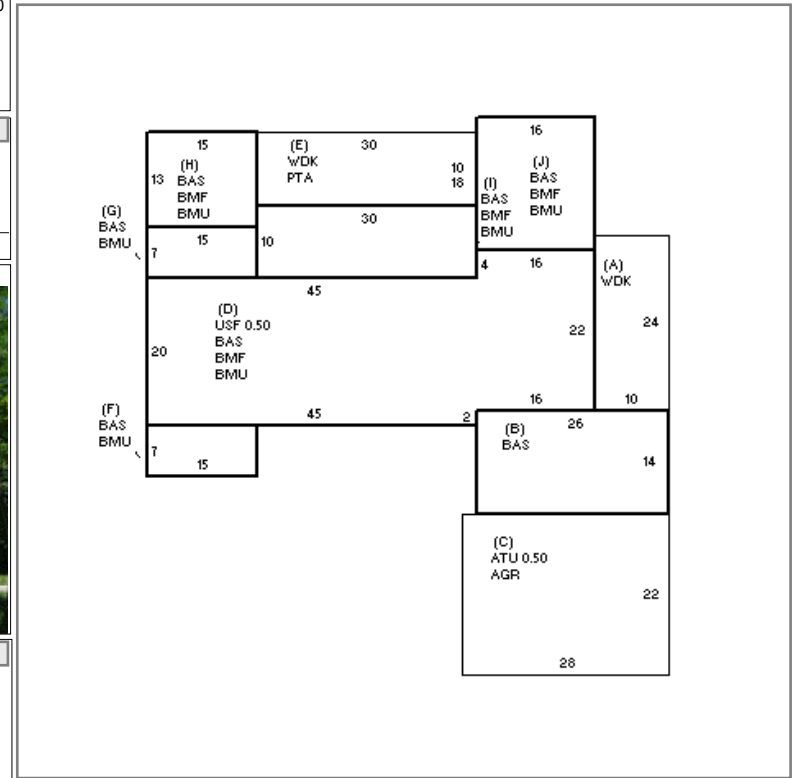 16
15
(E) 30
WDK
PTA
(H)
13 BAS
BMF
BMU
10
18
(J)
BAS
BMF
BMU
(I)
BAS
BMF
BMU
(G)
BAS
BMU
15
7
10
30
4 16
(A)
WDK
45
(D)
USF 0.50
BAS
BMF
BMU
20
22
24
16
10
(F)
BAS
BMU
45
2
26
(B)
BAS
7
15
14
(C)
ATU 0.50
AGR
22
28